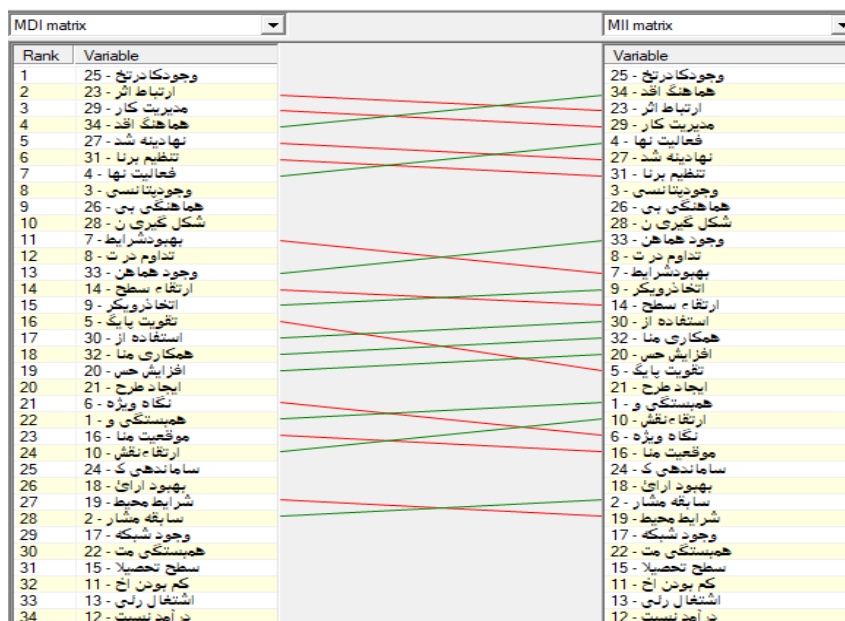 MDI matrix MII matrix
Rank Variable Variable
1 25 - وجودکادرتخ 25 - وجودکادرتخ
2 23 - ارتباط اثر 34 - هماهنگ اقد
3 29 - مدیریت کار 23 - ارتباط اثر
4 34 - هماهنگ اقد 29 - مدیریت کار
5 27 - نهادینه شد 4 - فعالیت نها
6 31 - تنظیم برنا 27 - نهادینه شد
7 4 - فعالیت نها 31 - تنظیم برنا
8 3 - وجودپتانسی 3 - وجودپتانسی
9 26 - هماهنگی بی 26 - هماهنگی بی
10 28 - شکل گیری ن 28 - شکل گیری ن
11 7 - بهبودشرایط 33 - وجود هماهن
12 8 - تداوم در ت 8 - تداوم در ت
13 33 - وجود هماهن 7 - بهبودشرایط
14 14 - ارتقاء سطح 9 - اتخاذرویکر
15 9 - اتخاذرویکر 14 - ارتقاء سطح
16 5 - تقویت پایگ 30 - استفاده از
17 30 - استفاده از 32 - همکاری منا
18 32 - همکاری منا 20 - افزایش حس
19 20 - افزایش حس 5 - تقویت پایگ
20 21 - ایجاد طرح 21 - ایجاد طرح
21 6 - نگاه ویژه 1 - همبستگی و
22 1 - همبستگی و 10 - ارتقاءنقش
23 16 - موقعیت منا 6 - نگاه ویژه
24 10 - ارتقاءنقش 16 - موقعیت منا
25 24 - ساماندهی ک 24 - ساماندهی ک
26 18 - بهبود ارائ 18 - بهبود ارائ
27 19 - شرایط محیط 2 - سابقه مشار
28 2 - سابقه مشار 19 - شرایط محیط
29 17 - وجود شبکه 17 - وجود شبکه
30 22 - همبستگی مت 22 - همبستگی مت
31 15 - سطح تحصیلا 15 - سطح تحصیلا
32 11 - کم بودن اخ 11 - کم بودن اخ
33 13 - اشتغال رئی 13 - اشتغال رئی
34 12 - درآمد نسبت 12 - درآمد نسبت